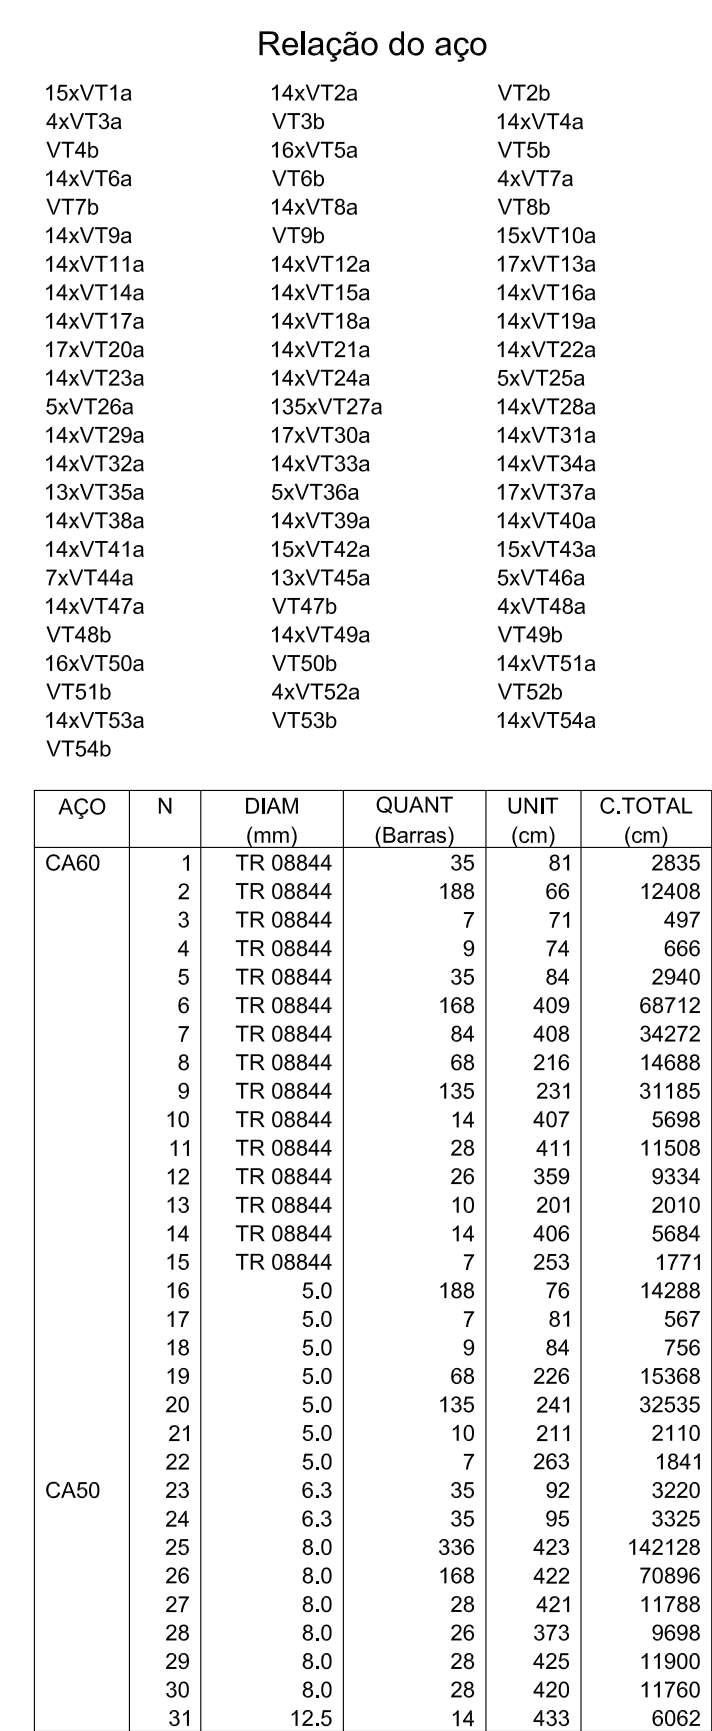 Relação do aço
15xVT1a 14xVT2a VT2b
4xVT3a VT3b 14xVT4a
VT4b 16xVT5a VT5b
14xVT6a VT6b 4xVT7a
VT7b 14xVT8a VT8b
14xVT9a VT9b 15xVT10a
14xVT11a 14xVT12a 17xVT13a
14xVT14a 14xVT15a 14xVT16a
14xVT17a 14xVT18a 14xVT19a
17xVT20a 14xVT21a 14xVT22a
14xVT23a 14xVT24a 5xVT25a
5xVT26a 135xVT27a 14xVT28a
14xVT29a 17xVT30a 14xVT31a
14xVT32a 14xVT33a 14xVT34a
13xVT35a 5xVT36a 17xVT37a
14xVT38a 14xVT39a 14xVT40a
14xVT41a 15xVT42a 15xVT43a
7xVT44a 13xVT45a 5xVT46a
14xVT47a VT47b 4xVT48a
VT48b 14xVT49a VT49b
16xVT50a VT50b 14xVT51a
VT51b 4xVT52a VT52b
14xVT53a VT53b 14xVT54a
VT54b
AÇO N DIAM QUANT UNIT C.TOTAL
(mm) (Barras) (cm) (cm)
CA60 1 TR 08844 35 81 2835
2 TR 08844 188 66 12408
3 TR 08844 7 71 497
4 TR 08844 9 74 666
5 TR 08844 35 84 2940
6 TR 08844 168 409 68712
7 TR 08844 84 408 34272
8 TR 08844 68 216 14688
9 TR 08844 135 231 31185
10 TR 08844 14 407 5698
11 TR 08844 28 411 11508
12 TR 08844 26 359 9334
13 TR 08844 10 201 2010
14 TR 08844 14 406 5684
15 TR 08844 7 253 1771
16 5.0 188 76 14288
17 5.0 7 81 567
18 5.0 9 84 756
19 5.0 68 226 15368
20 5.0 135 241 32535
21 5.0 10 211 2110
22 5.0 7 263 1841
CA50 23 6.3 35 92 3220
24 6.3 35 95 3325
25 8.0 336 423 142128
26 8.0 168 422 70896
27 8.0 28 421 11788
28 8.0 26 373 9698
29 8.0 28 425 11900
30 8.0 28 420 11760
31 12.5 14 433 6062